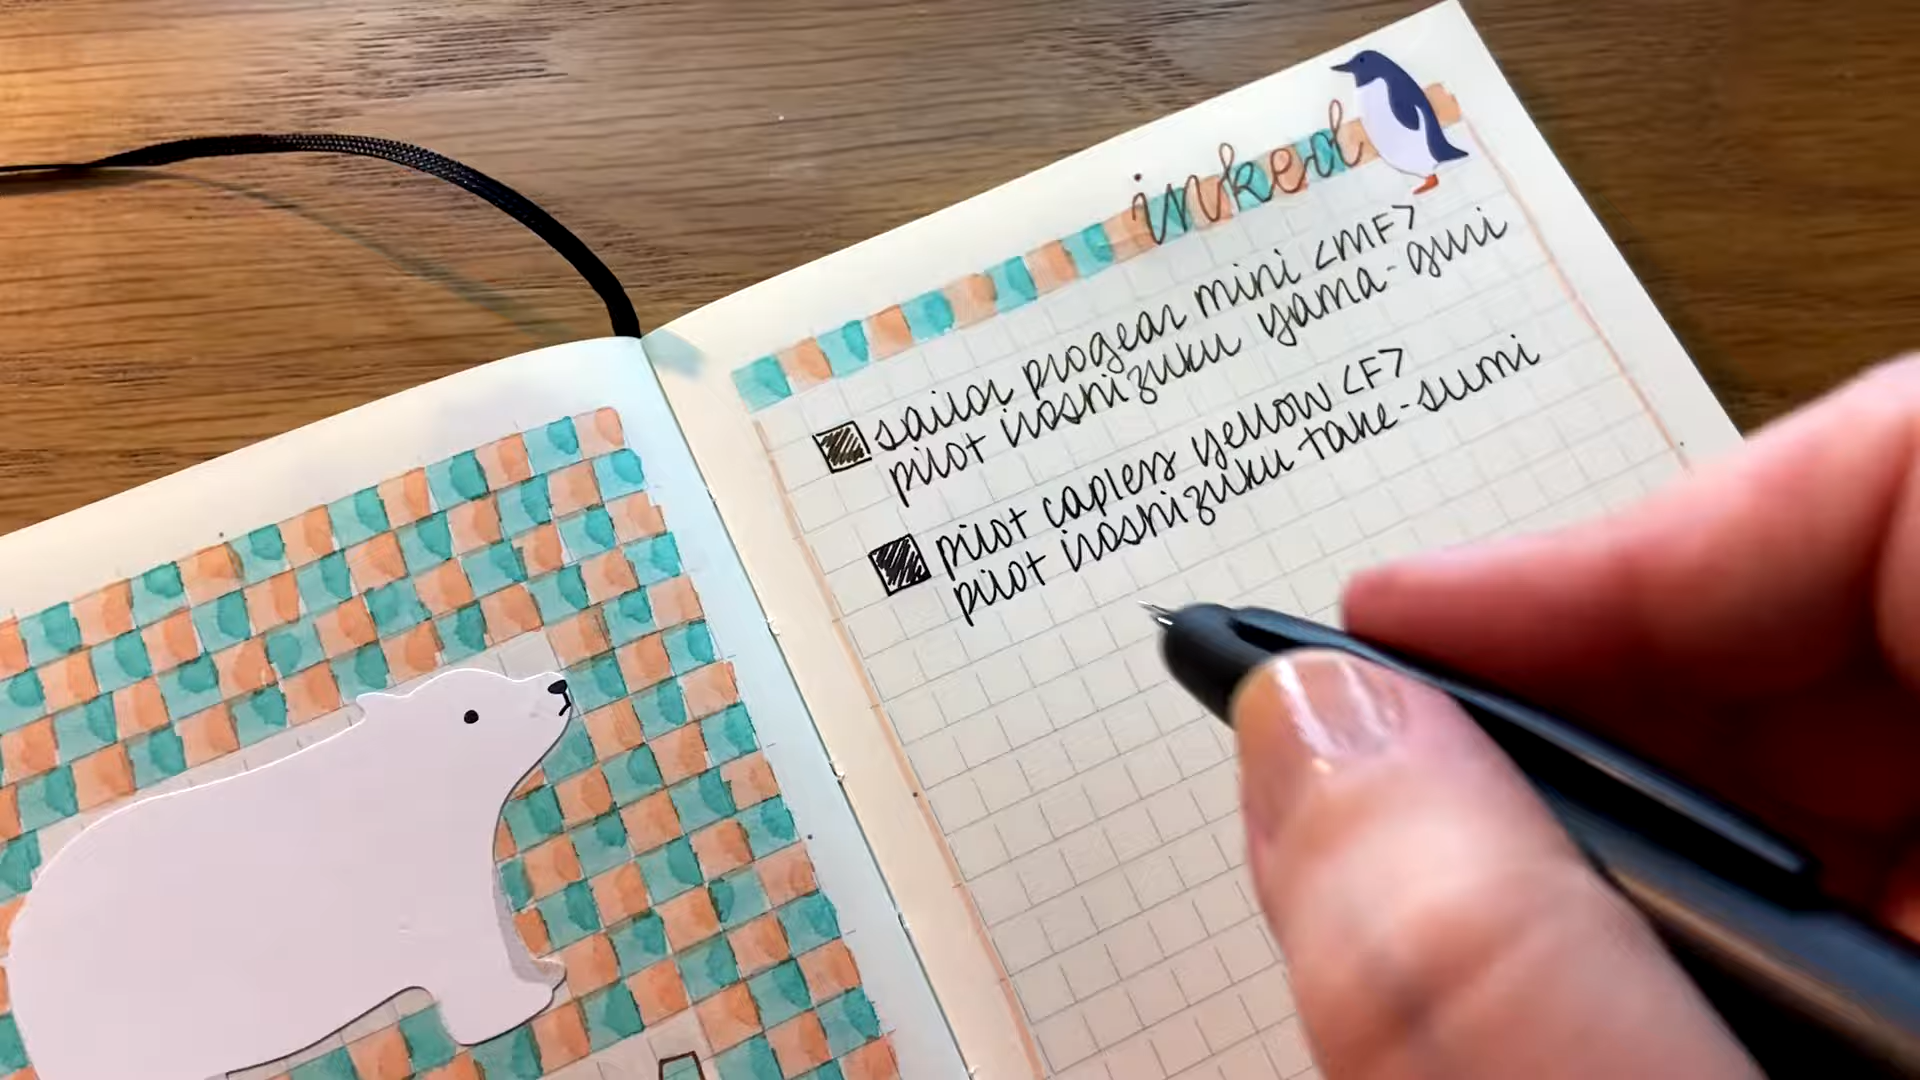 inked
sailor progear mini <MF>
pilot iroshizuku yama-guri
pilot capless yellow <F>
pilot iroshizuku take-sumi